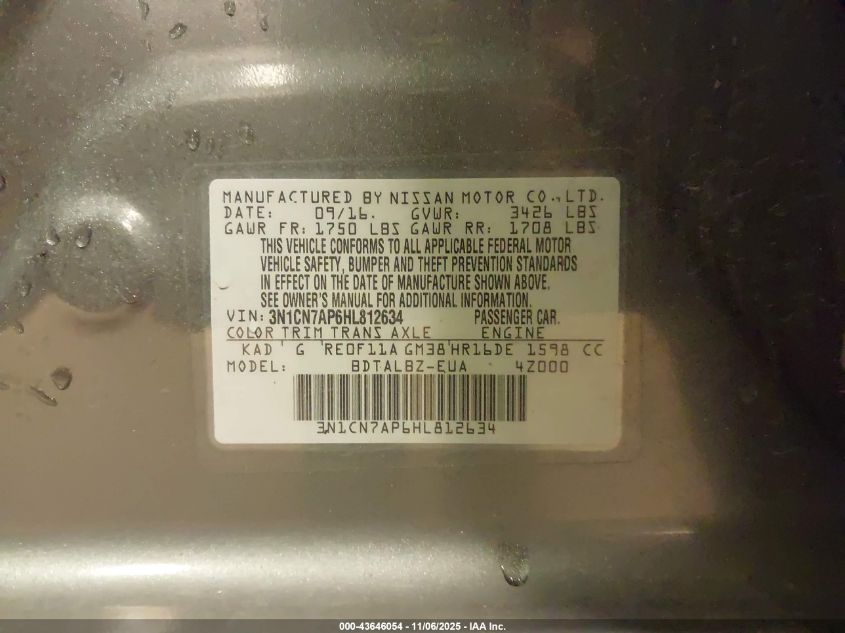 MANUFACTURED BY NISSAN MOTOR CO., LTD.
DATE: 09/16. GVWR: 3426 LBS
GAWR FR: 1750 LBS GAWR RR: 1708 LBS
THIS VEHICLE CONFORMS TO ALL APPLICABLE FEDERAL MOTOR
VEHICLE SAFETY, BUMPER AND THEFT PREVENTION STANDARDS
IN EFFECT ON THE DATE OF MANUFACTURE SHOWN ABOVE.
SEE OWNER'S MANUAL FOR ADDITIONAL INFORMATION.
VIN: 3N1CN7AP6HL812634 PASSENGER CAR.
COLOR TRIM TRANS AXLE ENGINE
KAD G RE0F11A GM38 HR16DE 1598 CC
MODEL: BDTALBZ-EUA 4Z000
3N1CN7AP6HL812634
000-43646054 - 11/06/2025 - IAA Inc.